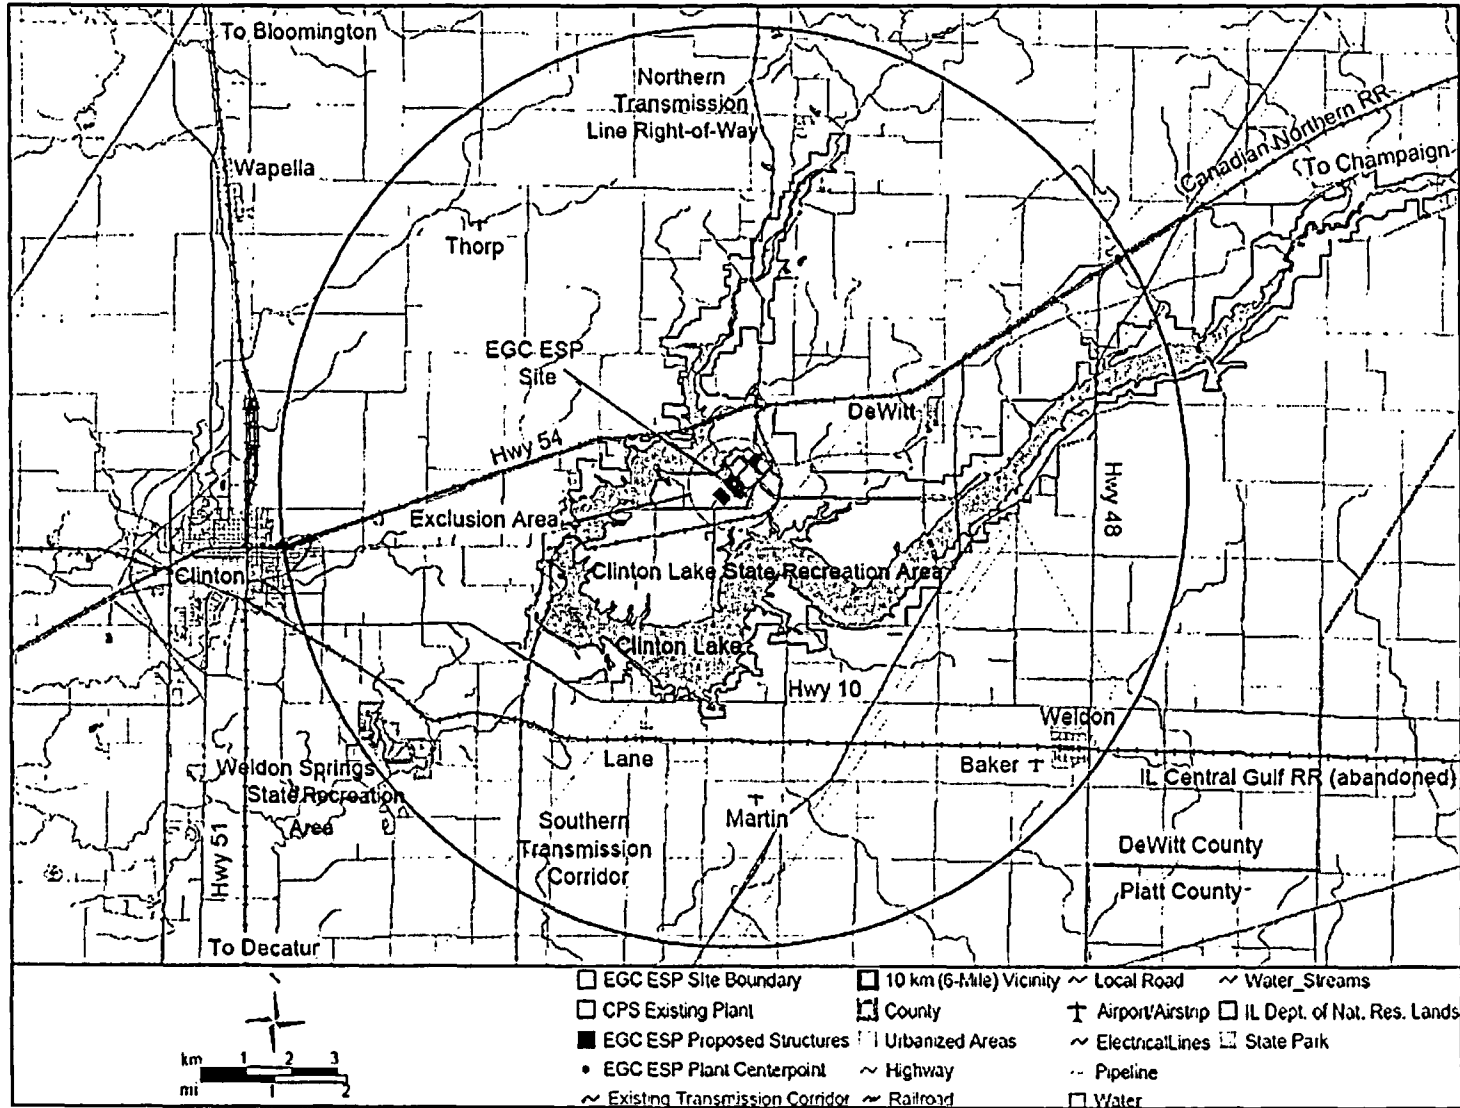 To Bloomington
Northern
Transmission
Line Right-of-Way
Canadian Northern RR
To Champaign
Wapella
Thorp
EGC ESP
Site
DeWitt
Hwy 54
Hwy 48
Exclusion Area
Clinton
Clinton Lake State Recreation Area
Clinton Lake
Hwy 10
Weldon
Lane
Baker
Weldon Springs
State Recreation
Area
IL Central Gulf RR (abandoned)
Martin
Southern
Transmission
Corridor
Hwy 51
DeWitt County
Platt County
To Decatur
EGC ESP Site Boundary
CPS Existing Plant
EGC ESP Proposed Structures
EGC ESP Plant Centerpoint
Existing Transmission Corridor
10 km (6-Mile) Vicinity
County
Urbanized Areas
Highway
Railroad
Local Road
Airport/Airstrip
ElectricalLines
Pipeline
Water
Water_Streams
IL Dept. of Nat. Res. Lands
State Park
km 1 2 3
mi 1 2